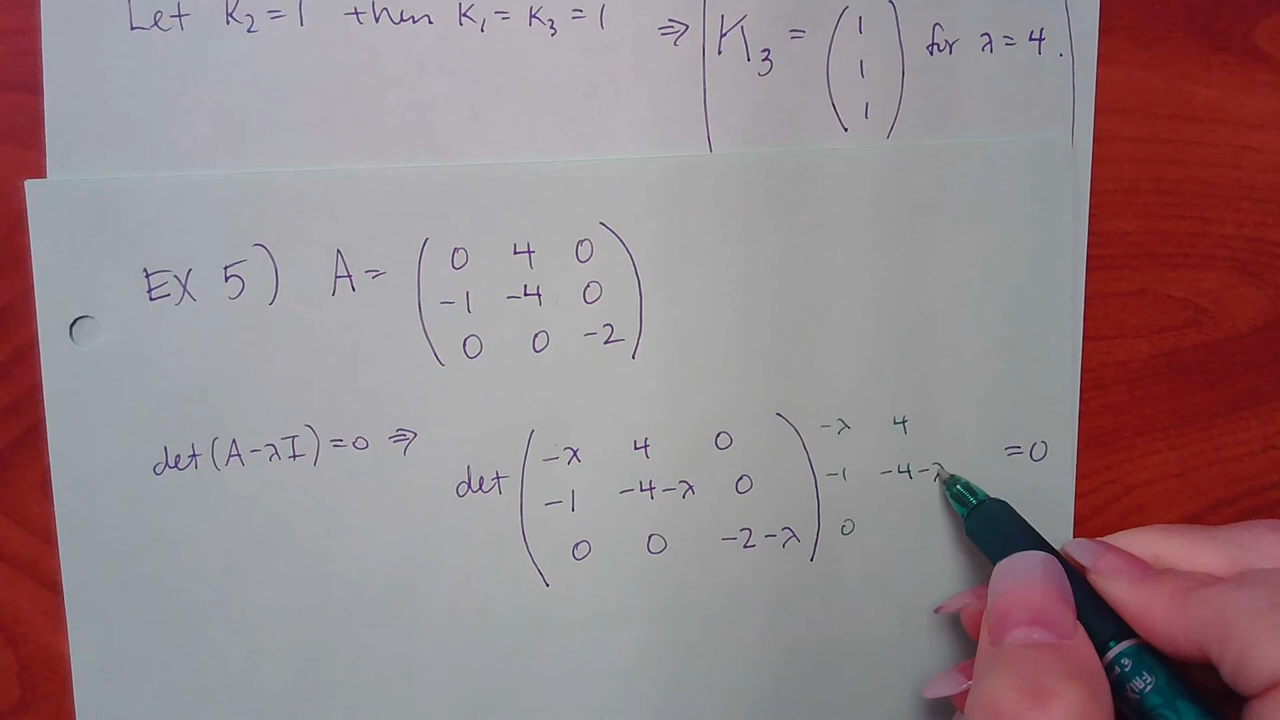 Let K₂ = 1 then K₁ = K₃ = 1 ⇒ K₃ = (1 1 1) for λ = 4.
EX 5) A = 
0 4 0
-1 -4 0
0 0 -2
det(A-λI) = 0 ⇒ det = 0
-λ 4 0 -λ 4
-1 -4-λ 0 -1 -4-λ
0 0 -2-λ 0